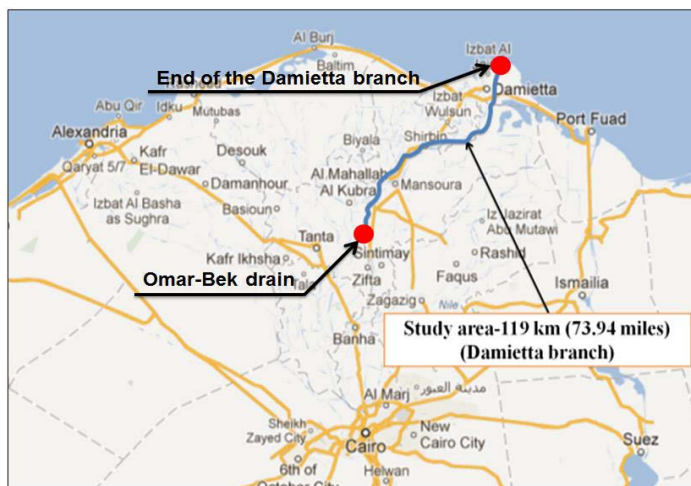 Al Burj
Izbat Al
Rasheed
Baltim
End of the Damietta branch
Damietta
Idku
Mutubas
Izbat
Wulsun
Abu Qir
Port Fuad
Alexandria
Shirbin
Biyala
Kafr
El-Dawar
Desouk
Qaryat 5/7
Al Mahallah
Al Kubra
Mansoura
Damanhour
Izbat Al Basha
as Sughra
Basioun
Iz Jazirat
Abu Mutawi
Tanta
Kafr Ikhsha
Sintimay
Rashid
Omar-Bek drain
Tala
Zifta
Faqus
Ismailia
Zagazig
Nile
Study area-119 km (73.94 miles)
(Damietta branch)
Banha
Al Marj
مدينة العبور
Sheikh
Zayed City
New
Cairo City
Cairo
Suez
6th of
October City
Helwan